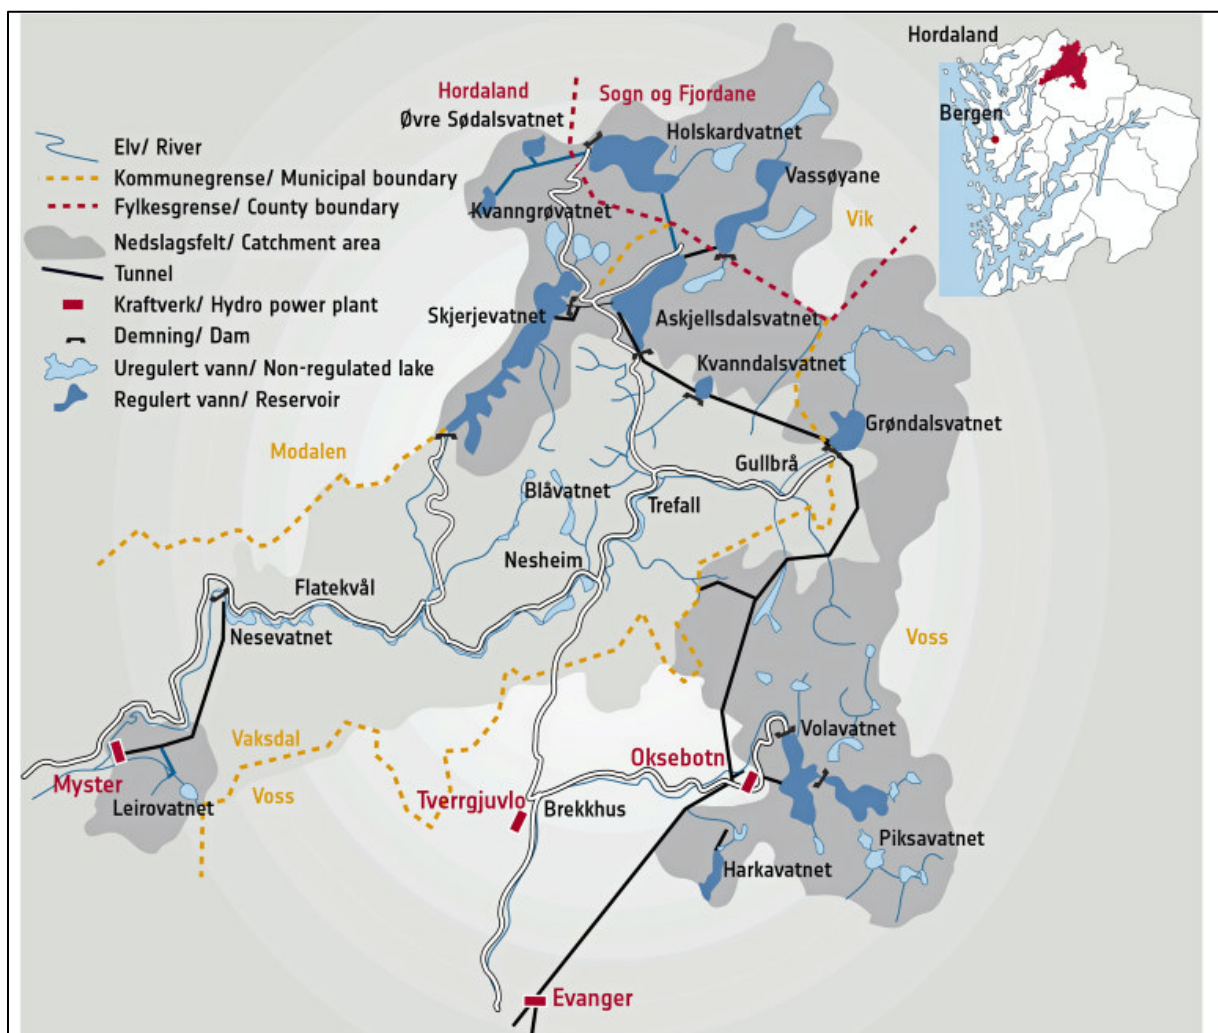 Hordaland
Bergen
Hordaland
Sogn og Fjordane
Øvre Sødalsvatnet
Holskardvatnet
Elv/ River
Kommunegrense/ Municipal boundary
Vassøyane
Fylkesgrense/ County boundary
Kvanngrøvatnet
Vik
Nedslagsfelt/ Catchment area
Tunnel
Kraftverk/ Hydro power plant
Skjerjevatnet
Askjellsdalsvatnet
Demning/ Dam
Uregulert vann/ Non-regulated lake
Kvanndalsvatnet
Regulert vann/ Reservoir
Grøndalsvatnet
Modalen
Gullbrå
Blåvatnet
Trefall
Nesheim
Flatekvål
Nesevatnet
Voss
Volavatnet
Vaksdal
Oksebotn
Myster
Voss
Leirovatnet
Tverrgjuvlo
Brekkhus
Piksavatnet
Harkavatnet
Evanger